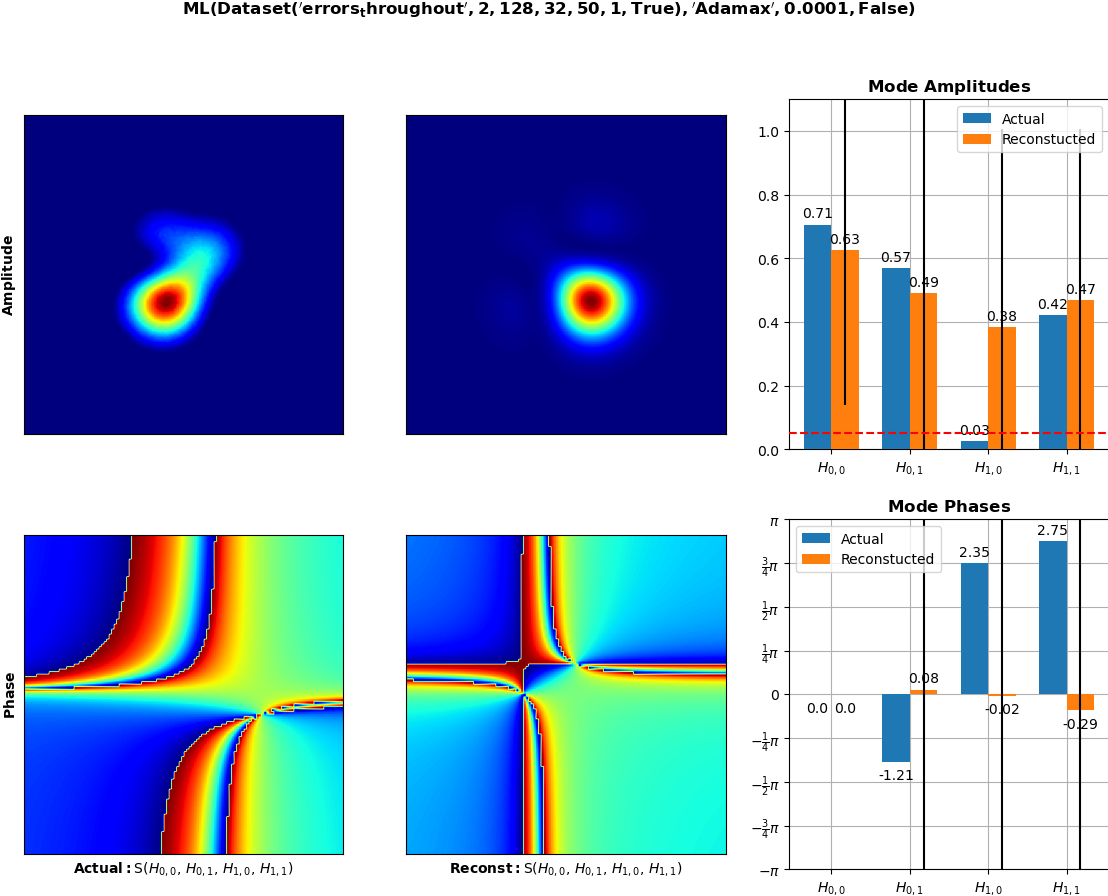 ML(Dataset('errors_throughout', 2, 128, 32, 50, 1, True), 'Adamax', 0.0001, False)
Amplitude
Mode Amplitudes
Actual
Reconstucted
1.0
0.8
0.6
0.4
0.2
0.0
0.71
0.63
0.57
0.49
0.03
0.38
0.42
0.47
H0,0
H0,1
H1,0
H1,1
Phase
Actual: S(H0,0, H0,1, H1,0, H1,1)
Reconst: S(H0,0, H0,1, H1,0, H1,1)
Mode Phases
Actual
Reconstucted
π
3/4π
1/2π
1/4π
0
−1/4π
−1/2π
−3/4π
−π
0.0
0.0
-1.21
0.08
2.35
-0.02
2.75
-0.29
H0,0
H0,1
H1,0
H1,1